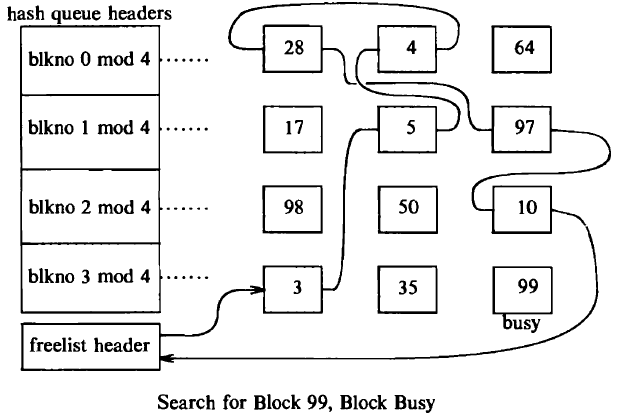 hash queue headers
blkno 0 mod 4 28 4 64
blkno 1 mod 4 17 5 97
blkno 2 mod 4 98 50 10
blkno 3 mod 4 3 35 99
busy
freelist header
Search for Block 99, Block Busy